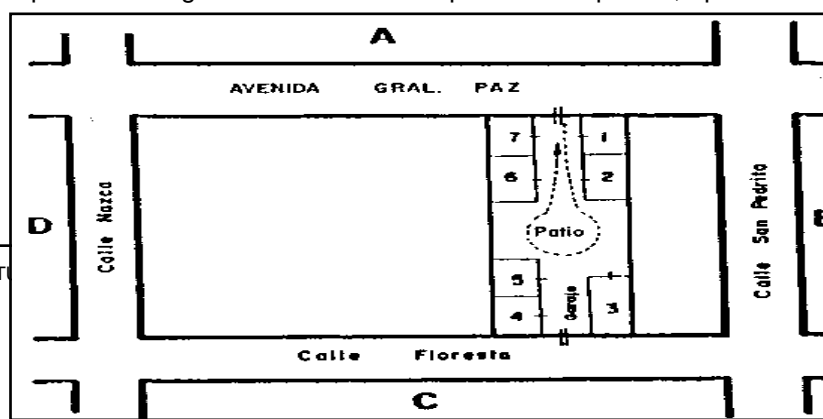 A
AVENIDA GRAL. PAZ
7
1
6
2
D
Calle Nazca
Patio
Calle San Pedrito
5
Garaje
4
3
Calle Floresta
C